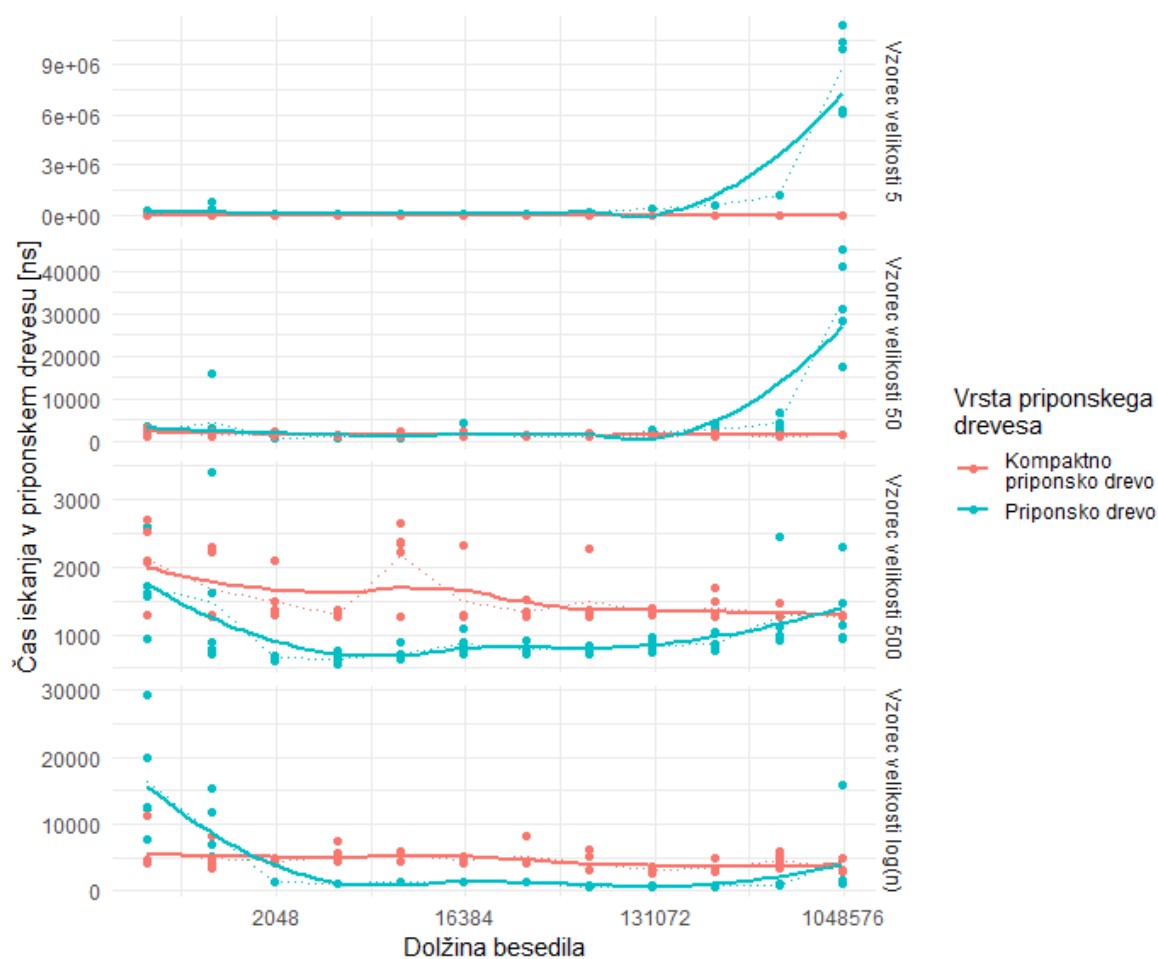 9e+06
6e+06
3e+06
0e+00
Vzorec velikosti 5
40000
30000
20000
10000
0
Vzorec velikosti 50
3000
2000
1000
Vzorec velikosti 500
30000
20000
10000
0
Vzorec velikosti log(n)
Čas iskanja v priponskem drevesu [ns]
2048
16384
131072
1048576
Dolžina besedila
Vrsta priponskega
drevesa
Kompaktno
priponsko drevo
Priponsko drevo